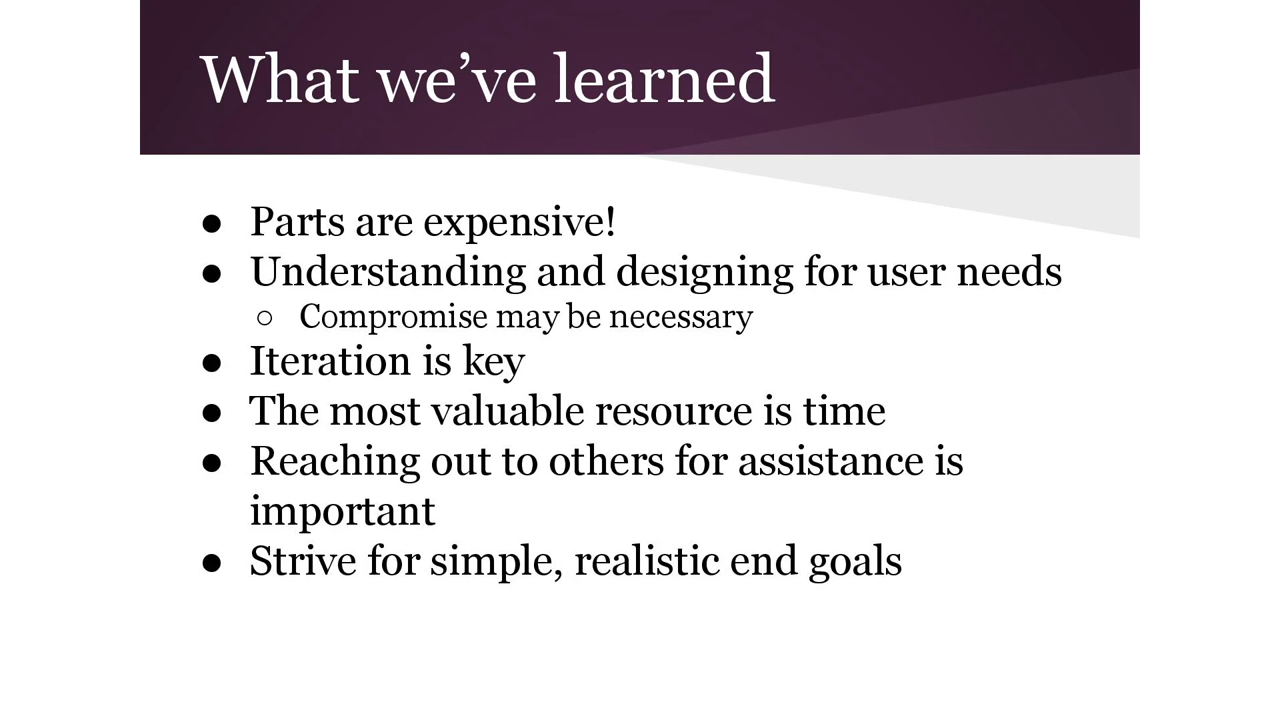 What we’ve learned
● Parts are expensive!
● Understanding and designing for user needs
○ Compromise may be necessary
● Iteration is key
● The most valuable resource is time
● Reaching out to others for assistance is
important
● Strive for simple, realistic end goals